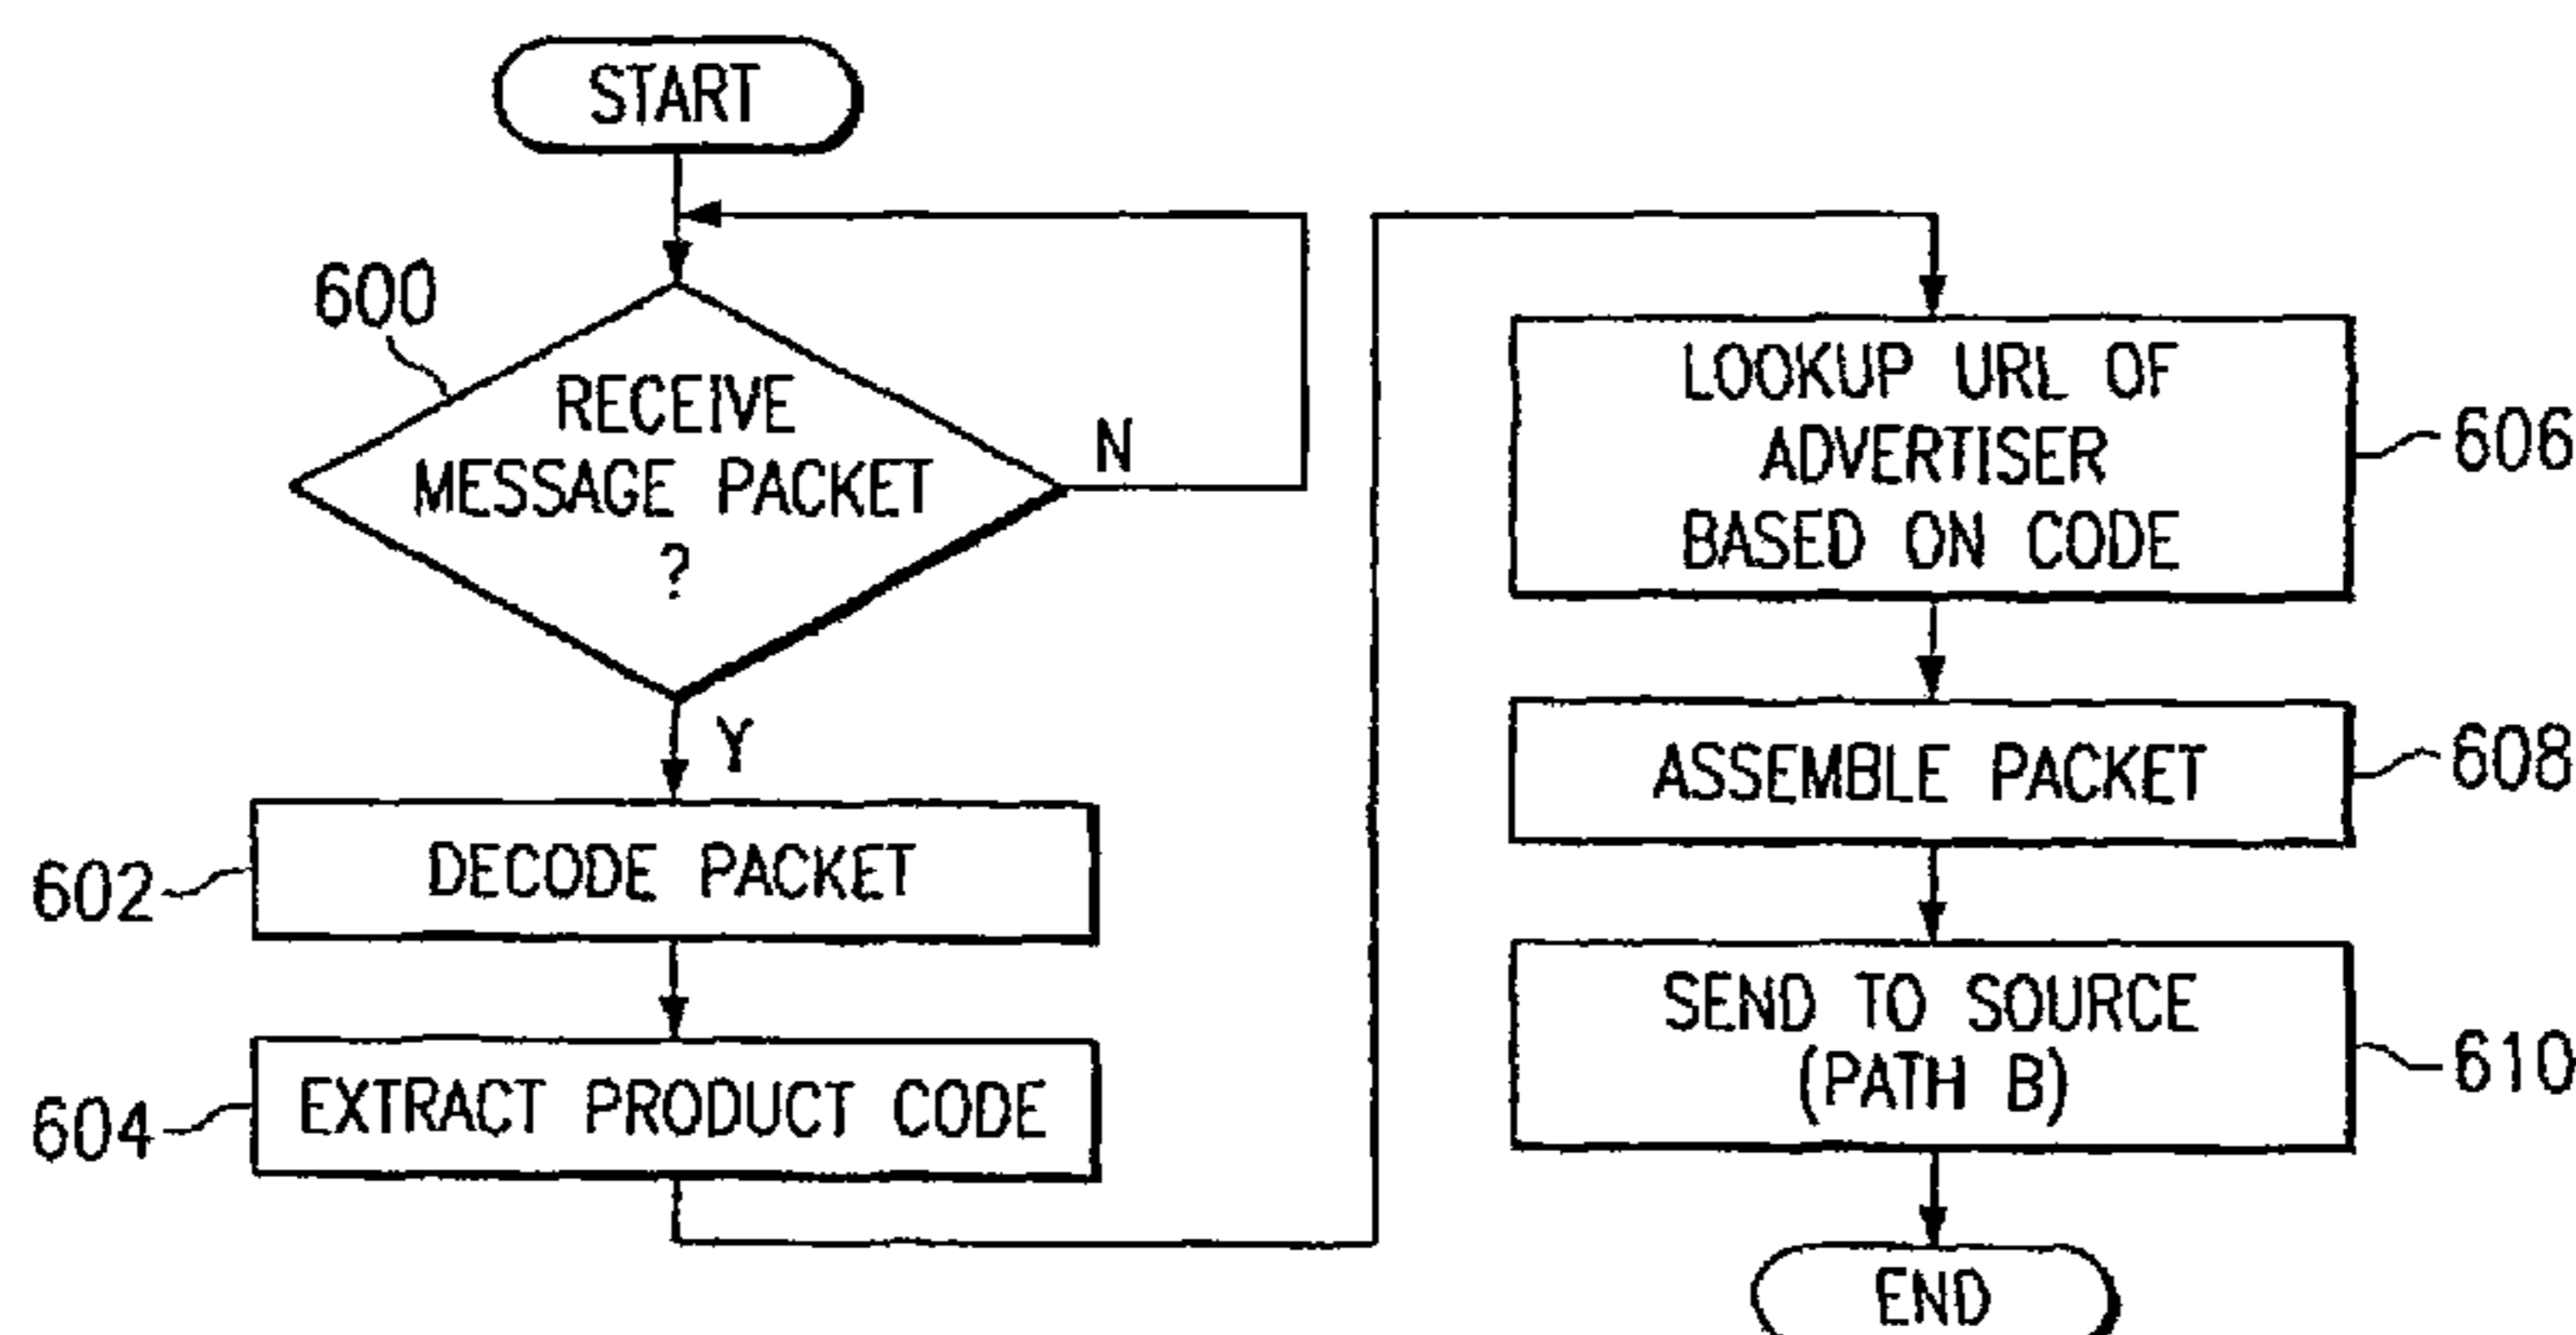 START
600
RECEIVE
MESSAGE PACKET
?
N
Y
602
DECODE PACKET
604
EXTRACT PRODUCT CODE
LOOKUP URL OF
ADVERTISER
BASED ON CODE
606
ASSEMBLE PACKET
608
SEND TO SOURCE
(PATH B)
610
END